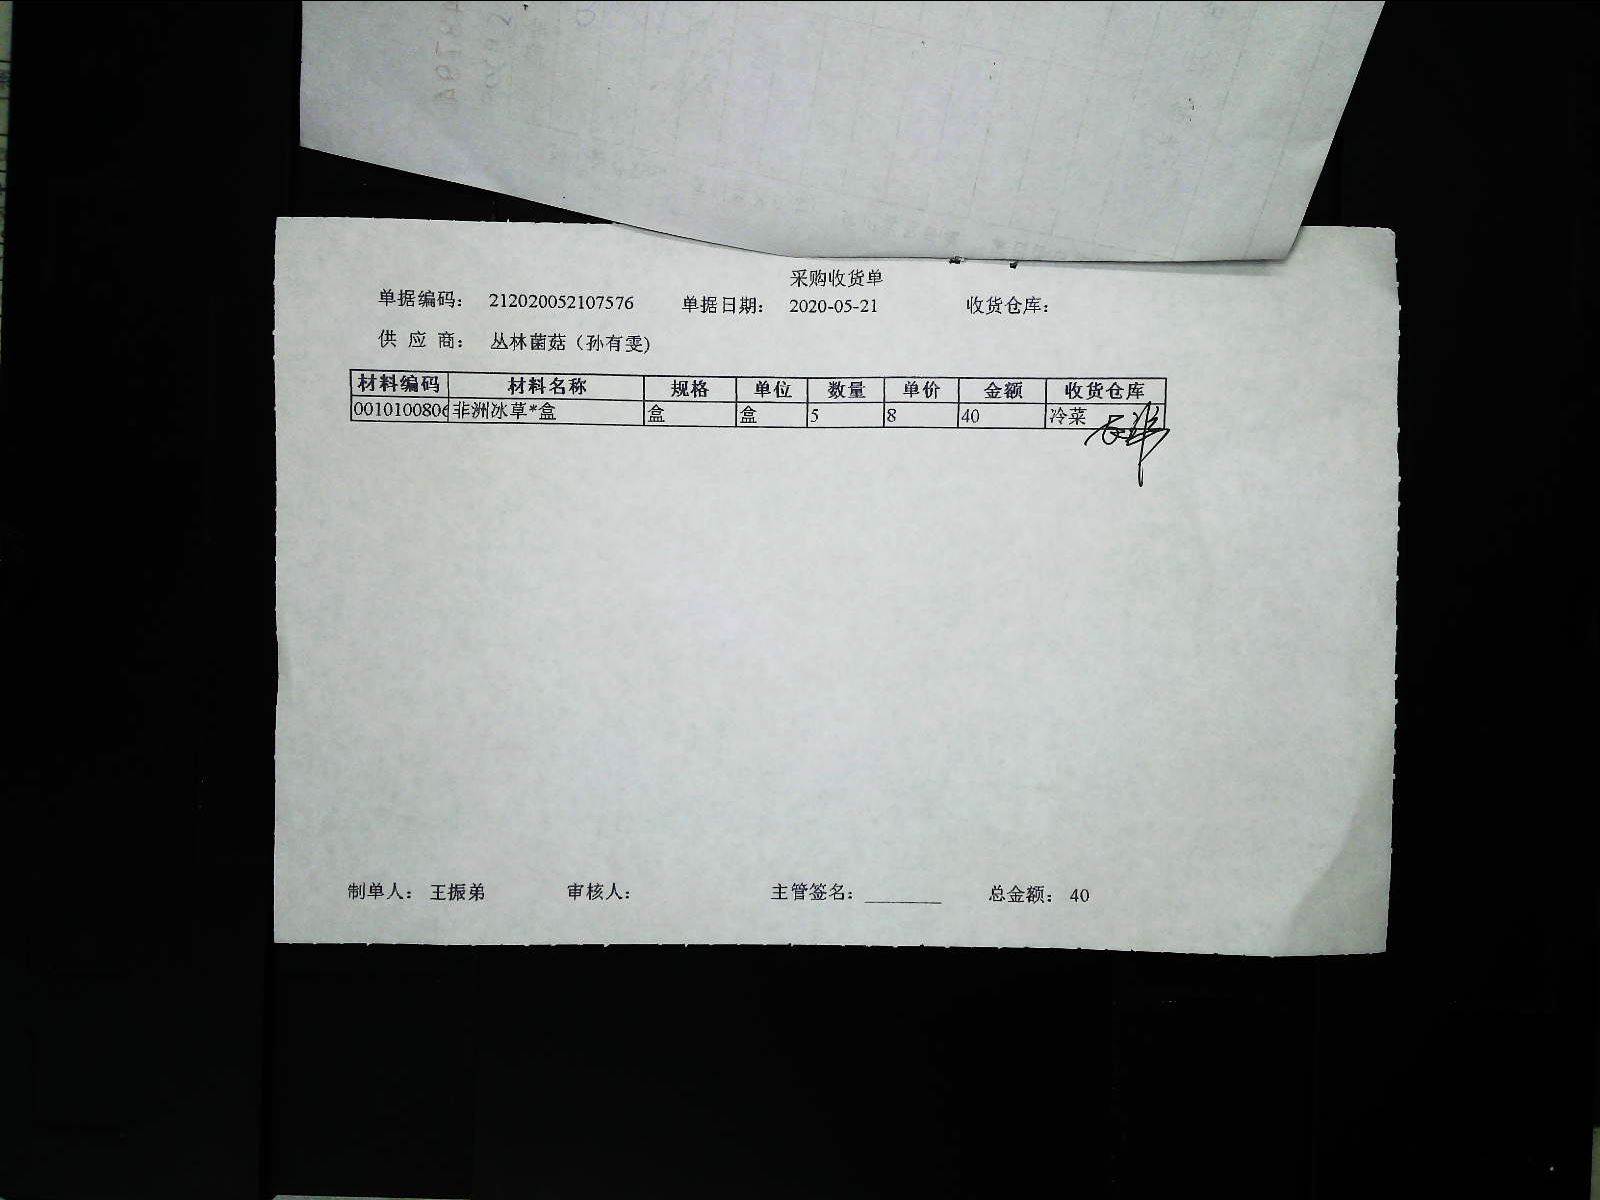 采购收货单
单据编码： 212020052107576 单据日期： 2020-05-21 收货仓库：
供 应 商： 丛林菌菇（孙有雯)
材料编码 材料名称 规格 单位 数量 单价 金额 收货仓库
0010100806 非洲冰草*盒 盒 盒 5 8 40 冷菜
制单人： 王振弟 审核人： 主管签名：________ 总金额： 40